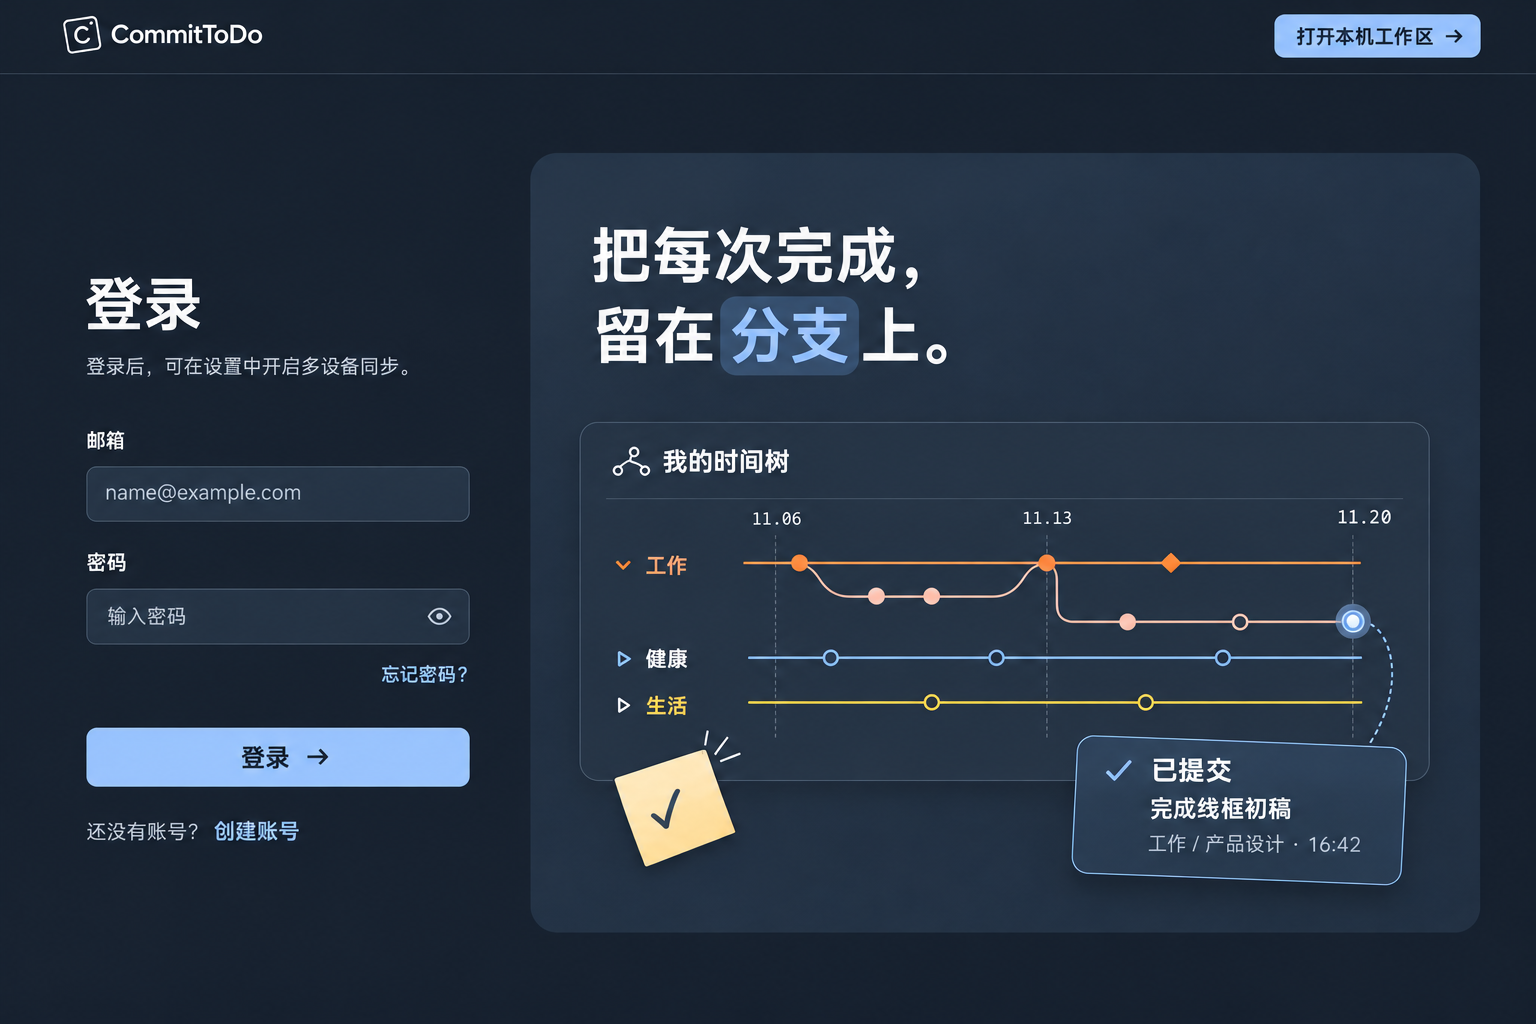 C CommitToDo
打开本机工作区 →
登录
登录后，可在设置中开启多设备同步。
邮箱
name@example.com
密码
输入密码
忘记密码？
登录 →
还没有账号？ 创建账号
把每次完成，
留在分支上。
我的时间树
11.06 11.13 11.20
工作
健康
生活
已提交
完成线框初稿
工作 / 产品设计 · 16:42